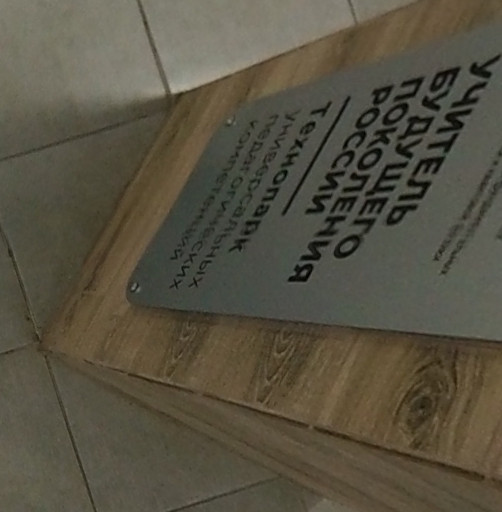 УЧИТЕЛЬ
БУДУЩЕГО
ПОКОЛЕНИЯ
РОССИИ
Технопарк
универсальных
педагогических
компетенций